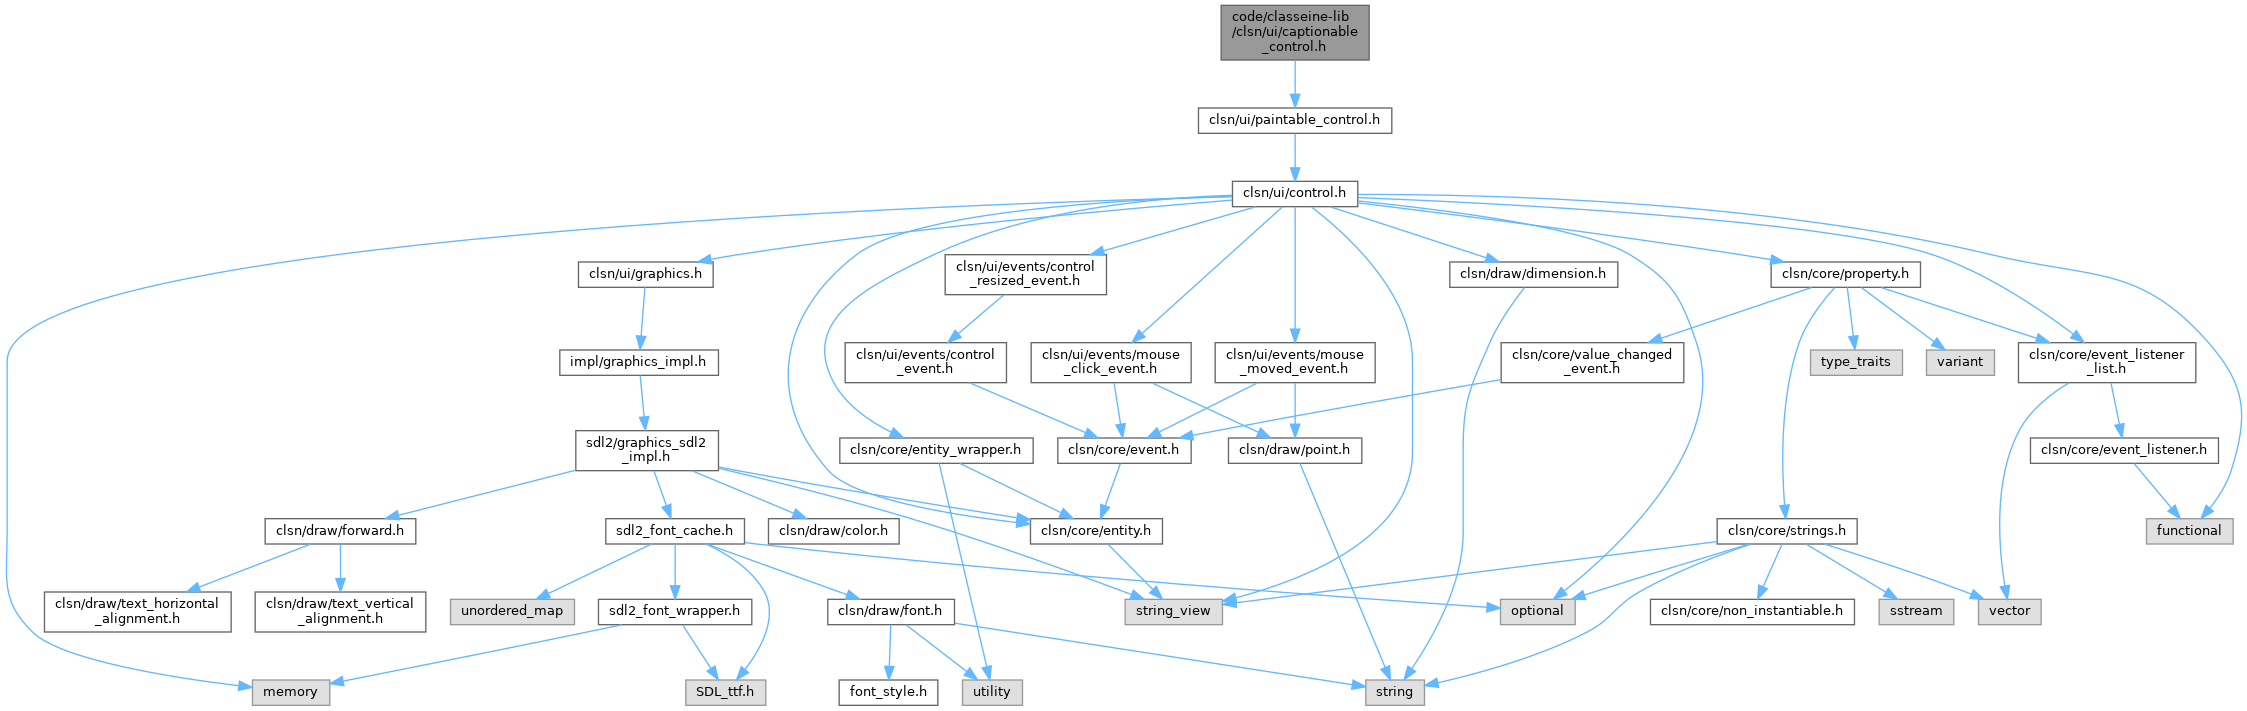 code/classeine-lib
/clsn/ui/captionable
_control.h
clsn/ui/paintable_control.h
clsn/ui/control.h
clsn/ui/graphics.h
clsn/ui/events/control
_resized_event.h
clsn/draw/dimension.h
clsn/core/property.h
impl/graphics_impl.h
clsn/ui/events/control
_event.h
clsn/ui/events/mouse
_click_event.h
clsn/ui/events/mouse
_moved_event.h
clsn/core/value_changed
_event.h
type_traits
variant
clsn/core/event_listener
_list.h
sdl2/graphics_sdl2
_impl.h
clsn/core/entity_wrapper.h
clsn/core/event.h
clsn/draw/point.h
clsn/core/event_listener.h
clsn/draw/forward.h
sdl2_font_cache.h
clsn/draw/color.h
clsn/core/entity.h
clsn/core/strings.h
functional
clsn/draw/text_horizontal
_alignment.h
clsn/draw/text_vertical
_alignment.h
unordered_map
sdl2_font_wrapper.h
clsn/draw/font.h
string_view
optional
clsn/core/non_instantiable.h
sstream
vector
memory
SDL_ttf.h
font_style.h
utility
string